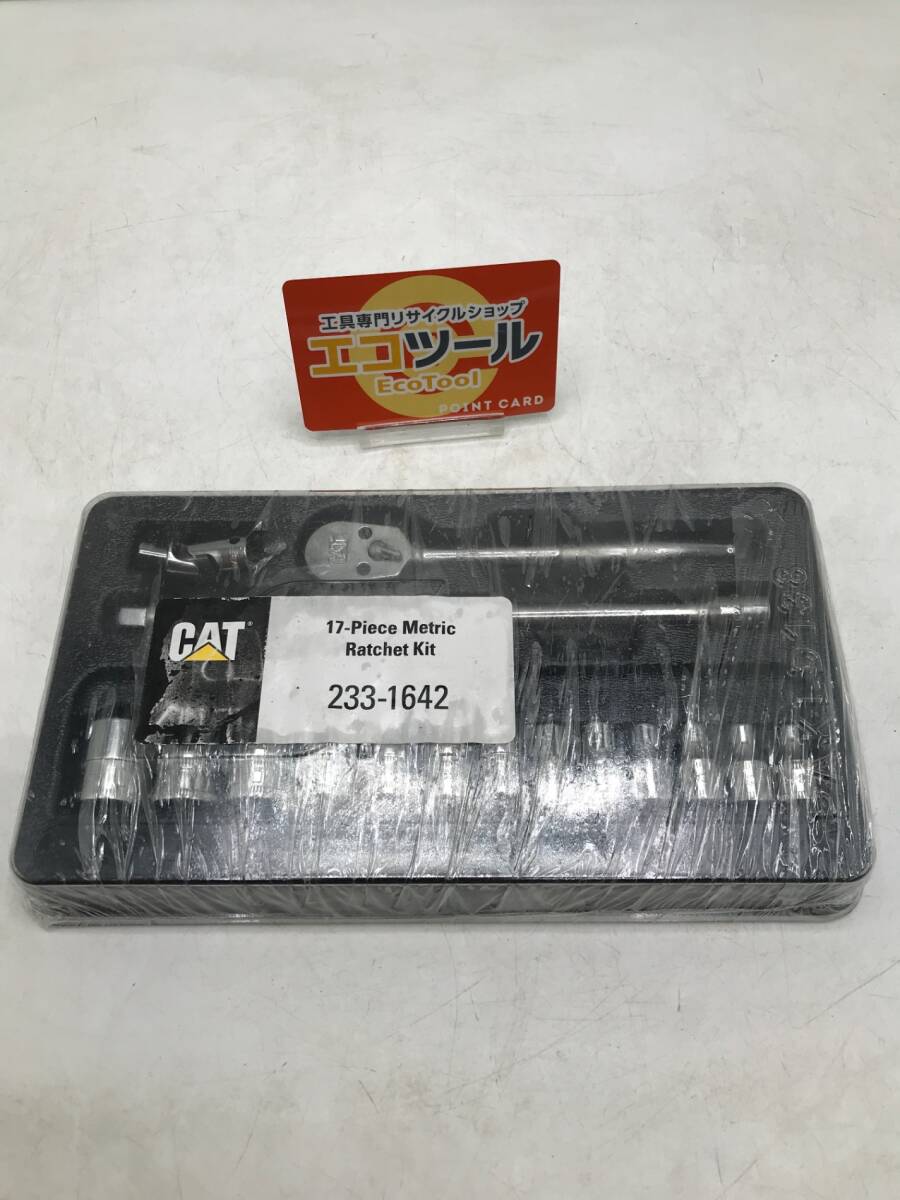 工具専門リサイクルショップ
エコツール
EcoTool
POINT CARD
CAT®
17-Piece Metric
Ratchet Kit
233-1642
CAT